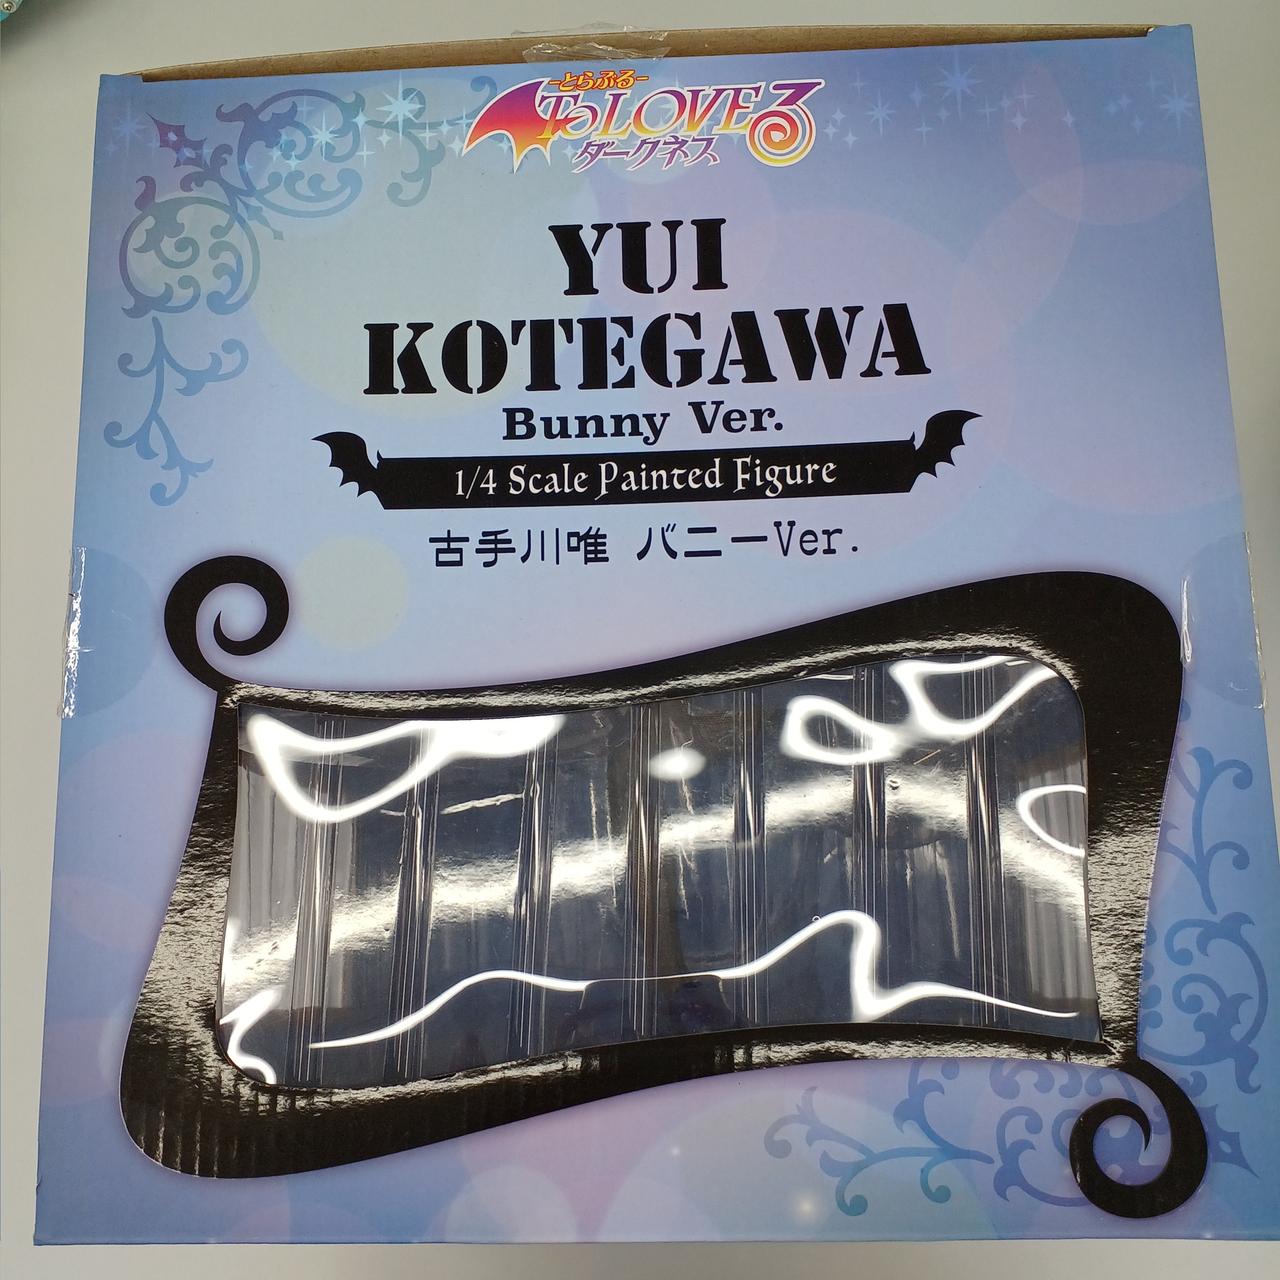 -とらぶる-
To LOVEる
ダークネス
YUI
KOTEGAWA
Bunny Ver.
1/4 Scale Painted Figure
古手川唯 バニーVer.